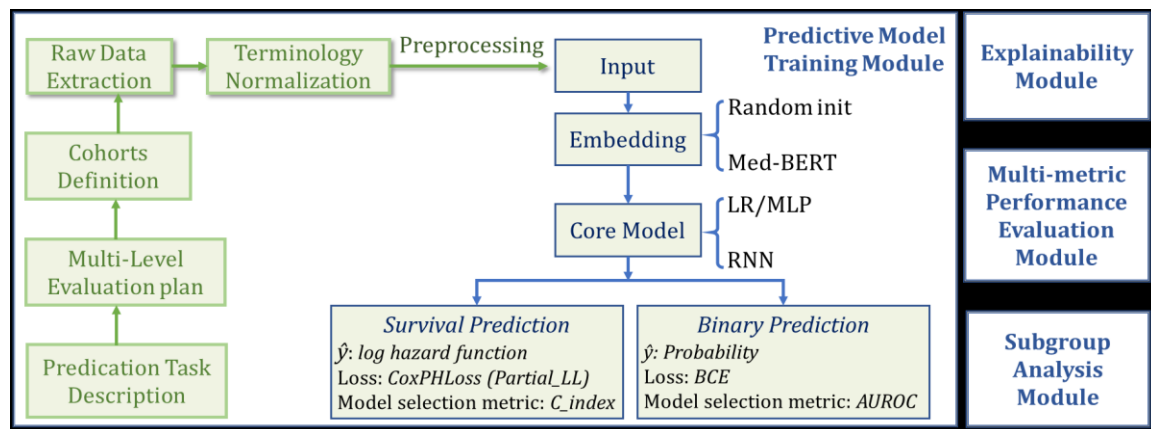 Raw Data
Extraction
Terminology
Normalization
Preprocessing
Input
Predictive Model
Training Module
Embedding
Random init
Med-BERT
Cohorts
Definition
Core Model
LR/MLP
RNN
Multi-Level
Evaluation plan
Predication Task
Description
Survival Prediction
ŷ: log hazard function
Loss: CoxPHLoss (Partial_LL)
Model selection metric: C_index
Binary Prediction
ŷ: Probability
Loss: BCE
Model selection metric: AUROC
Explainability
Module
Multi-metric
Performance
Evaluation
Module
Subgroup
Analysis
Module